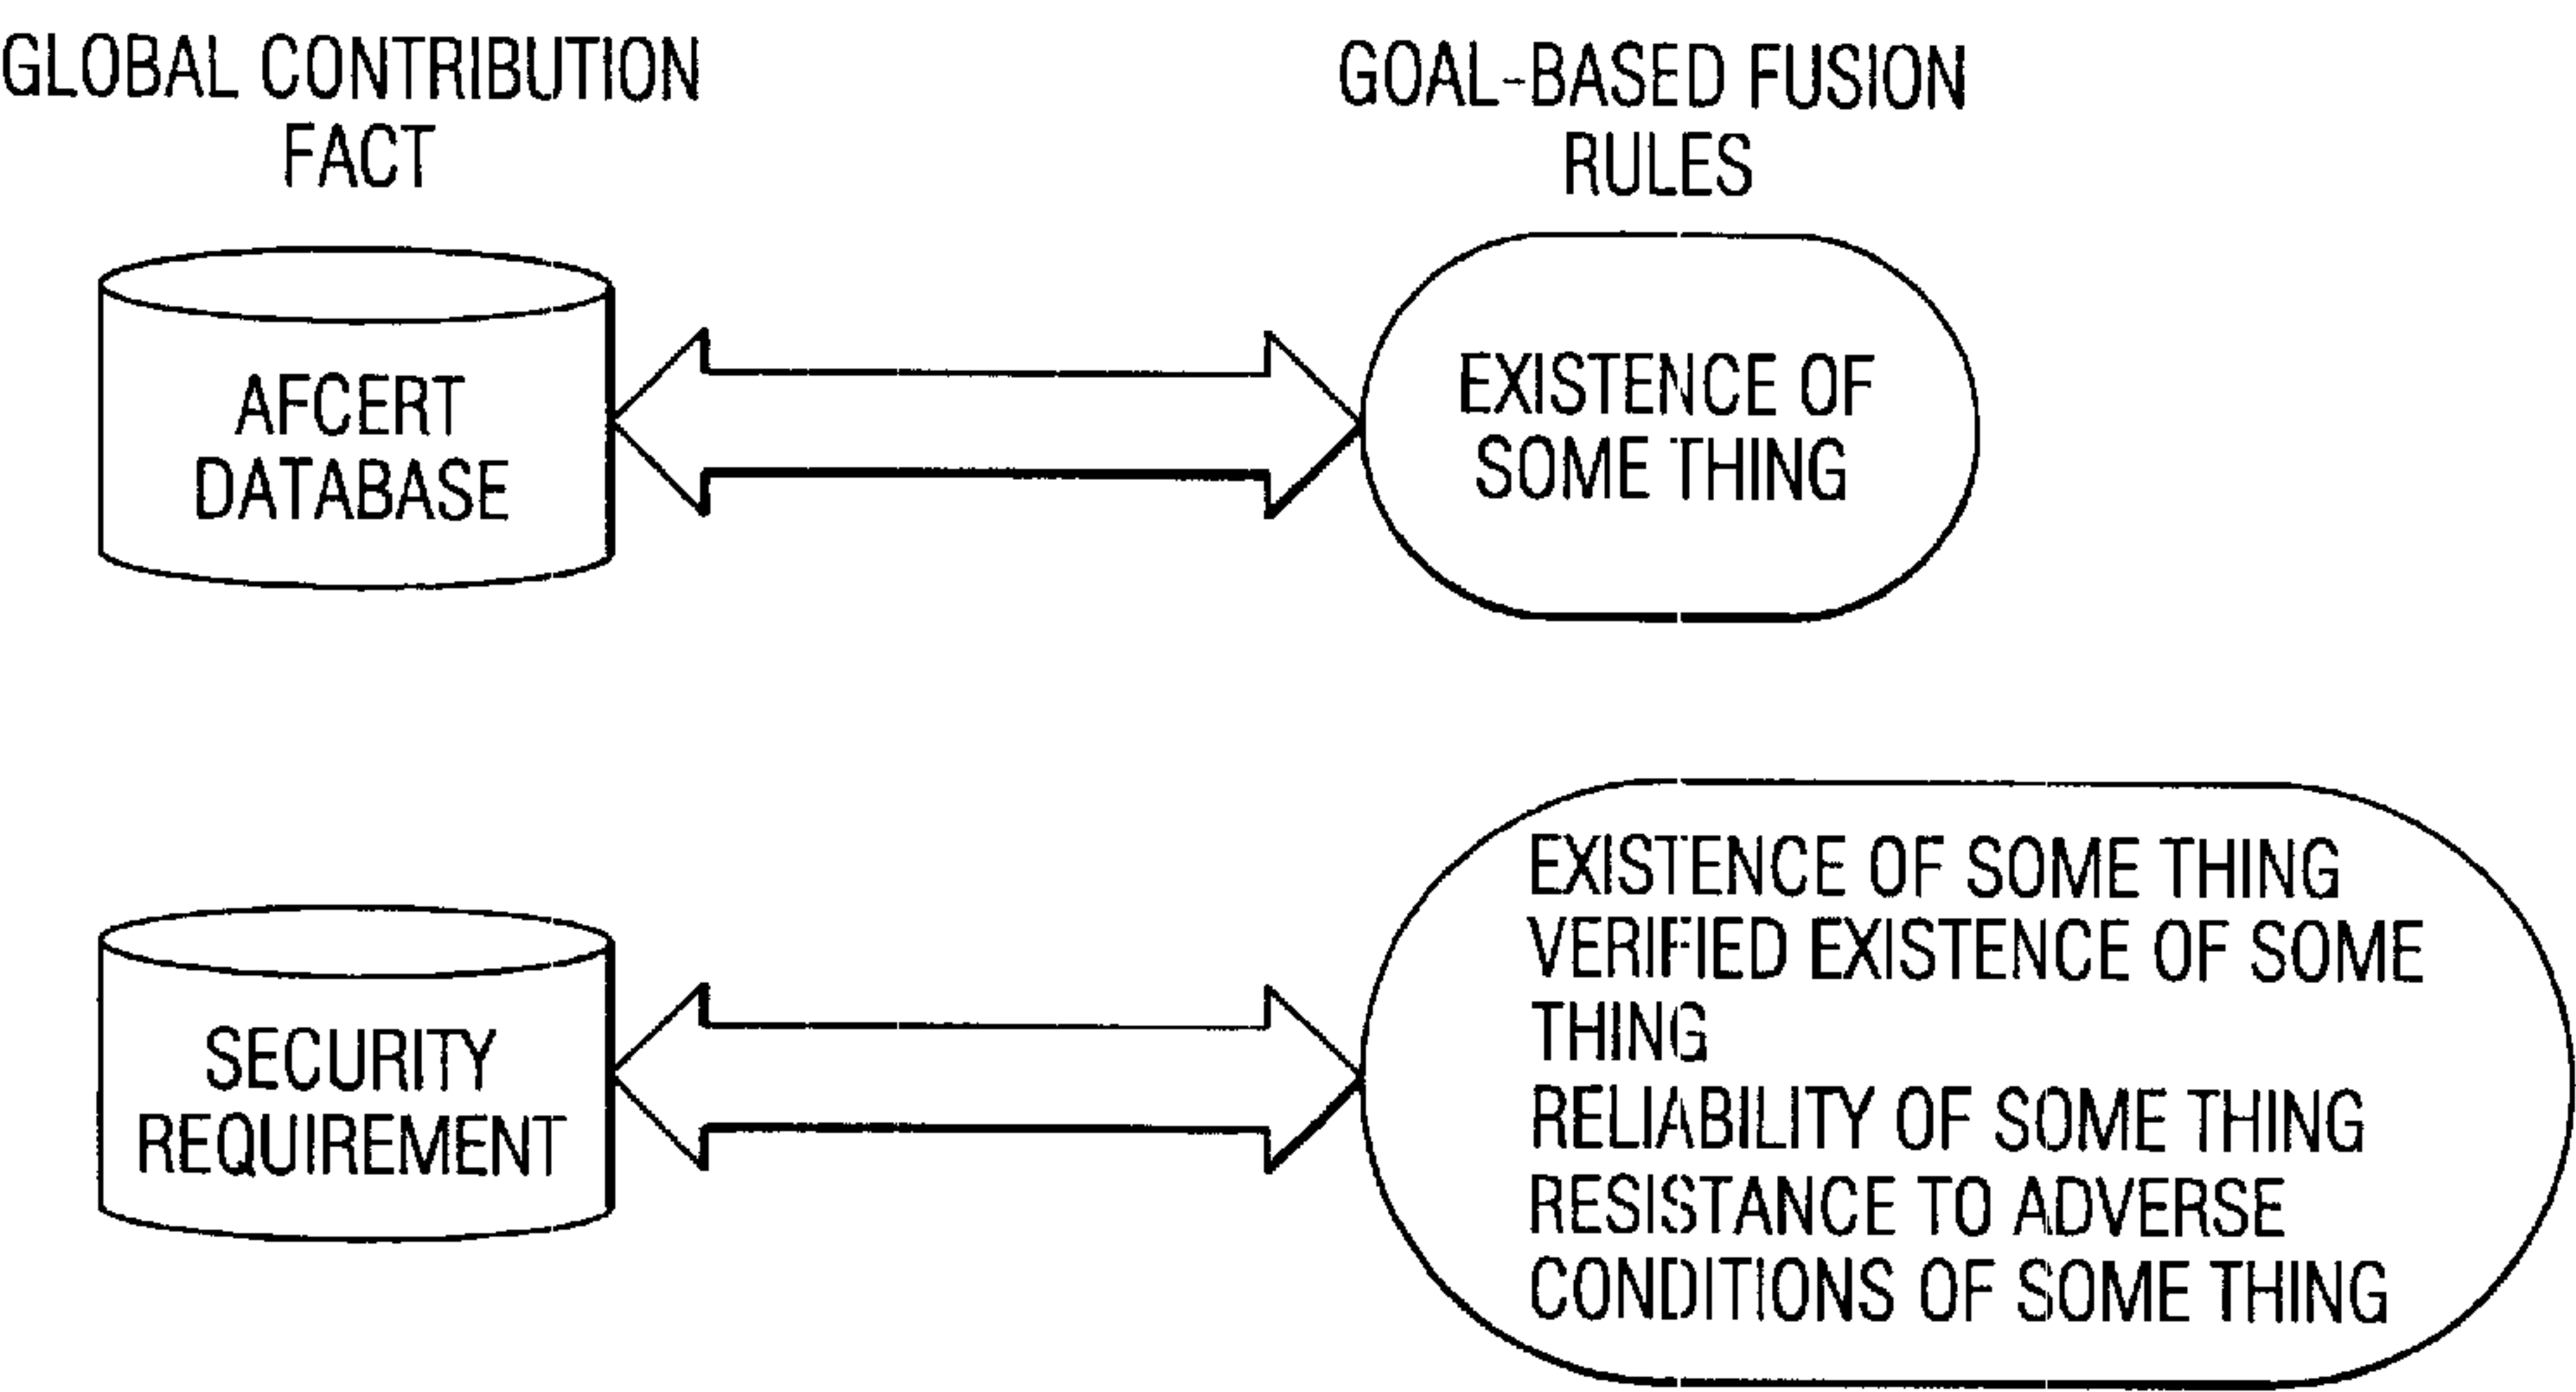 GLOBAL CONTRIBUTION
FACT
GOAL-BASED FUSION
RULES
AFCERT
DATABASE
EXISTENCE OF
SOME THING
SECURITY
REQUIREMENT
EXISTENCE OF SOME THING
VERIFIED EXISTENCE OF SOME
THING
RELIABILITY OF SOME THING
RESISTANCE TO ADVERSE
CONDITIONS OF SOME THING